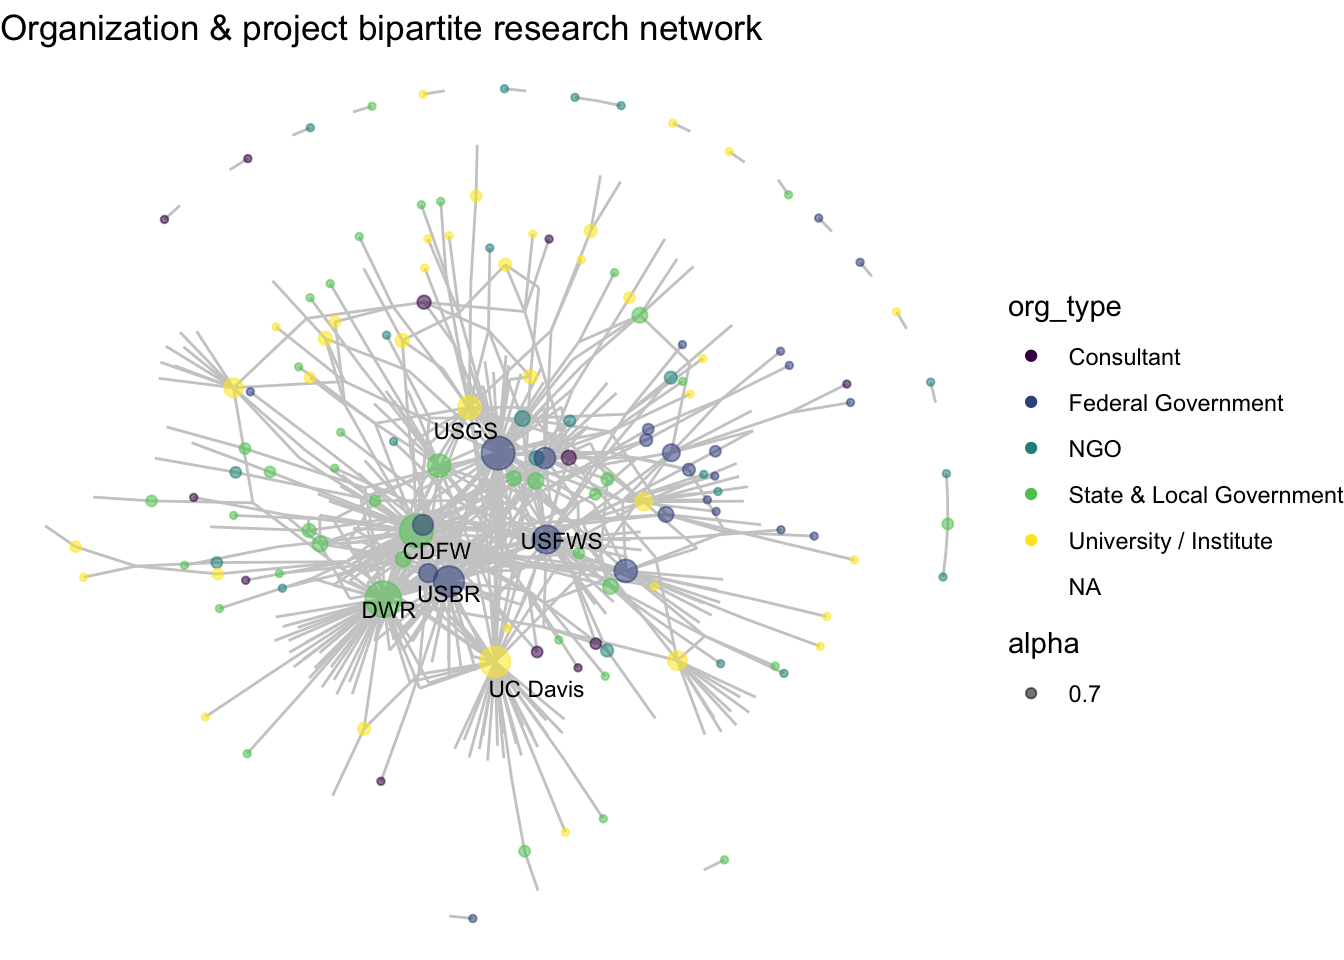 Organization & project bipartite research network
USGS
CDFW
USFWS
USBR
DWR
UC Davis
org_type
Consultant
Federal Government
NGO
State & Local Government
University / Institute
NA
alpha
0.7